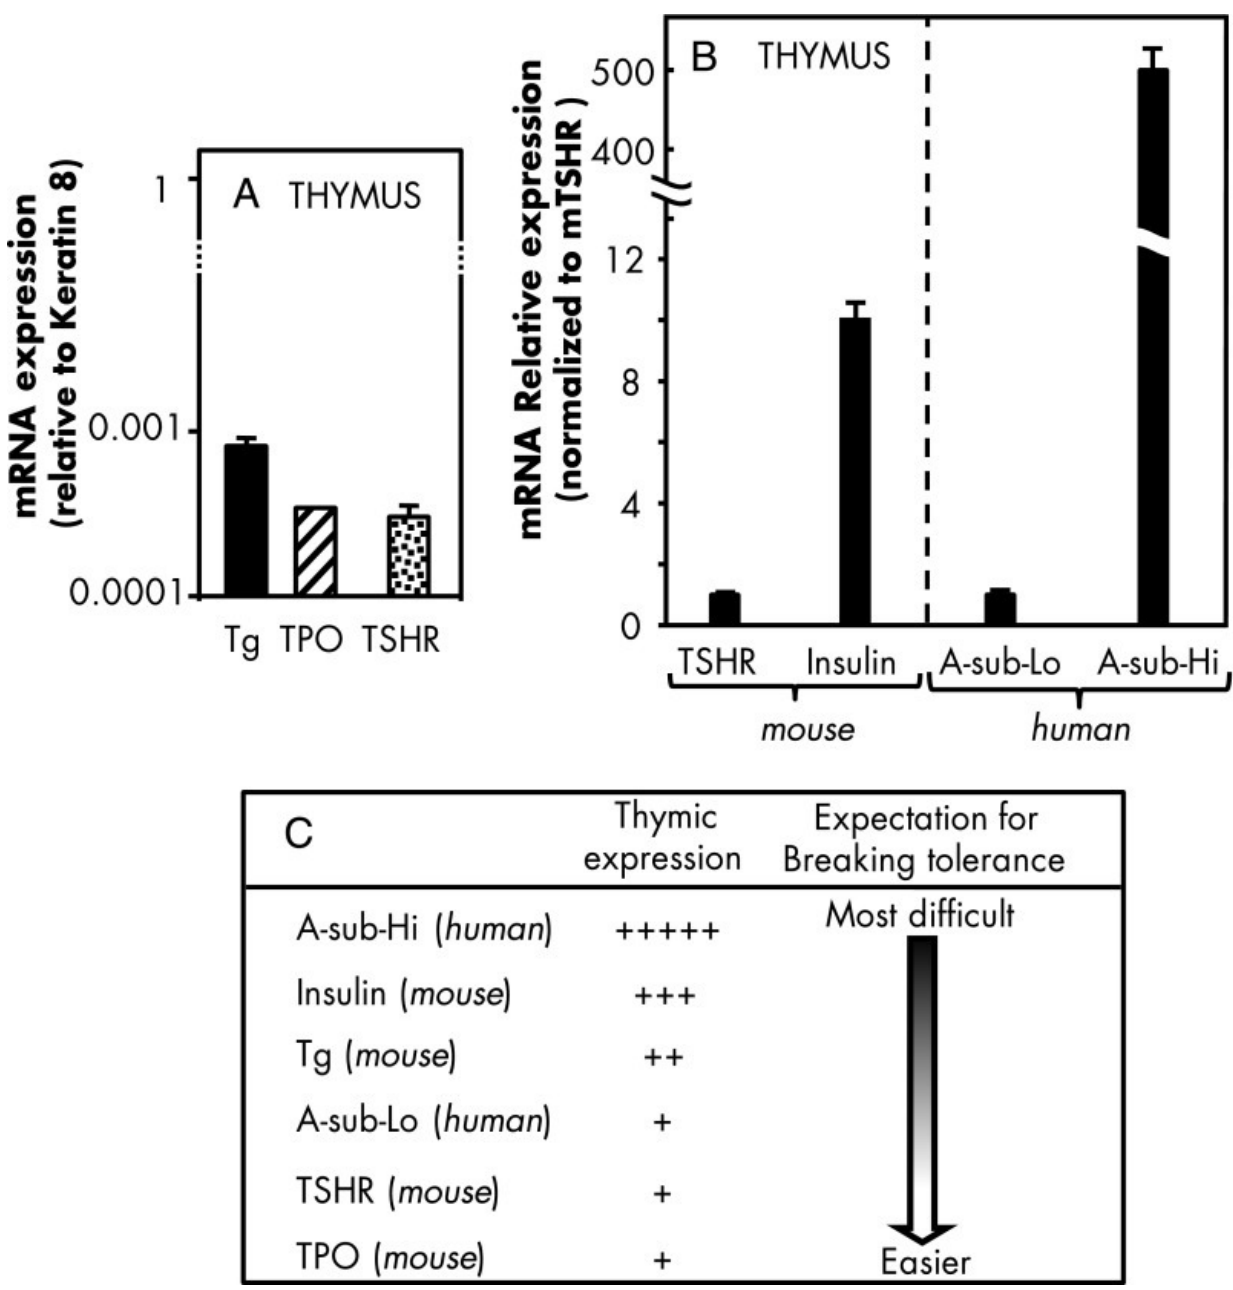 A THYMUS
mRNA expression
(relative to Keratin 8)
1
0.001
0.0001
Tg TPO TSHR
B THYMUS
mRNA Relative expression
(normalized to mTSHR )
500
400
12
8
4
0
TSHR Insulin A-sub-Lo A-sub-Hi
mouse human
C Thymic Expectation for
expression Breaking tolerance
Most difficult
A-sub-Hi (human) +++++
Insulin (mouse) +++
Tg (mouse) ++
A-sub-Lo (human) +
TSHR (mouse) +
TPO (mouse) +
Easier